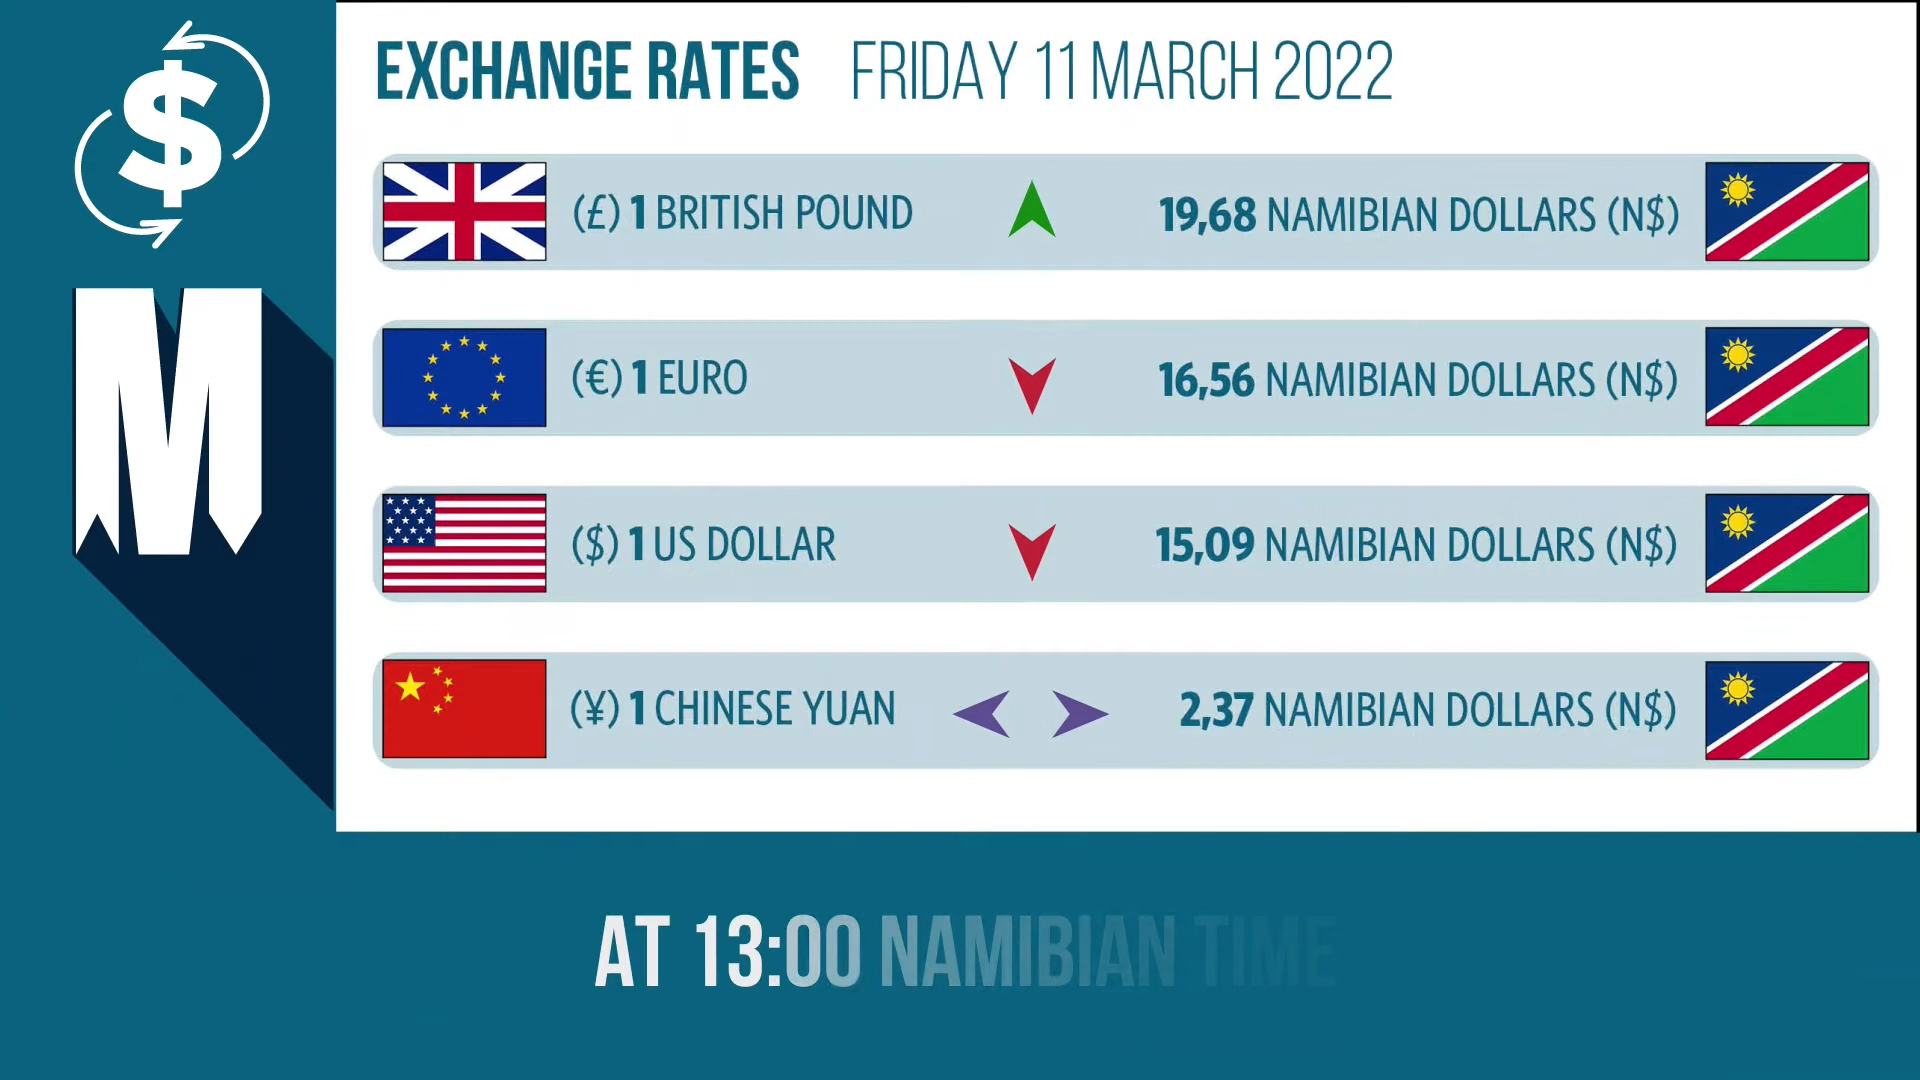 $
EXCHANGE RATES FRIDAY 11 MARCH 2022
(£) 1 BRITISH POUND 19,68 NAMIBIAN DOLLARS (N$)
(€) 1 EURO 16,56 NAMIBIAN DOLLARS (N$)
($) 1 US DOLLAR 15,09 NAMIBIAN DOLLARS (N$)
(¥) 1 CHINESE YUAN 2,37 NAMIBIAN DOLLARS (N$)
M
AT 13:00 NAMIBIAN TIME